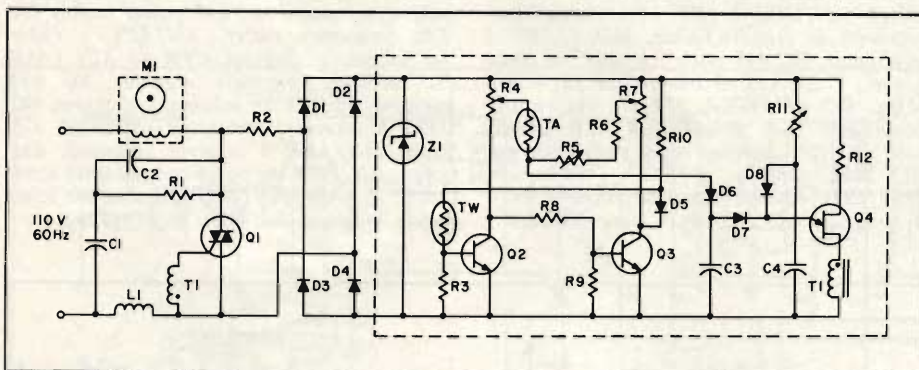 M1
D1
D2
R2
R4
R7
TA
R6
R11
Z1
R5
R10
R12
C2
R1
D8
D6
TW
R8
D5
D7
Q4
110 V
60Hz
C1
Q1
Q2
Q3
T1
D3
D4
R3
R9
C3
C4
T1
L1